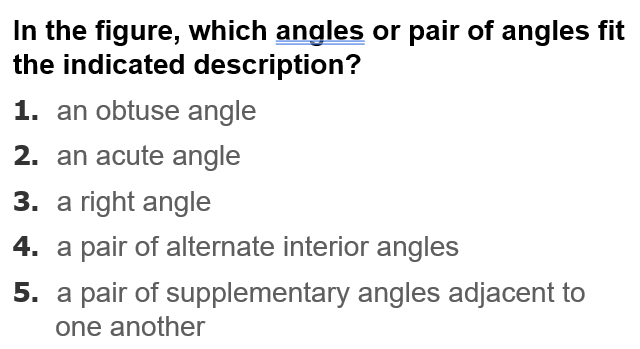 In the figure, which angles or pair of angles fit
the indicated description?
1. an obtuse angle
2. an acute angle
3. a right angle
4. a pair of alternate interior angles
5. a pair of supplementary angles adjacent to
one another